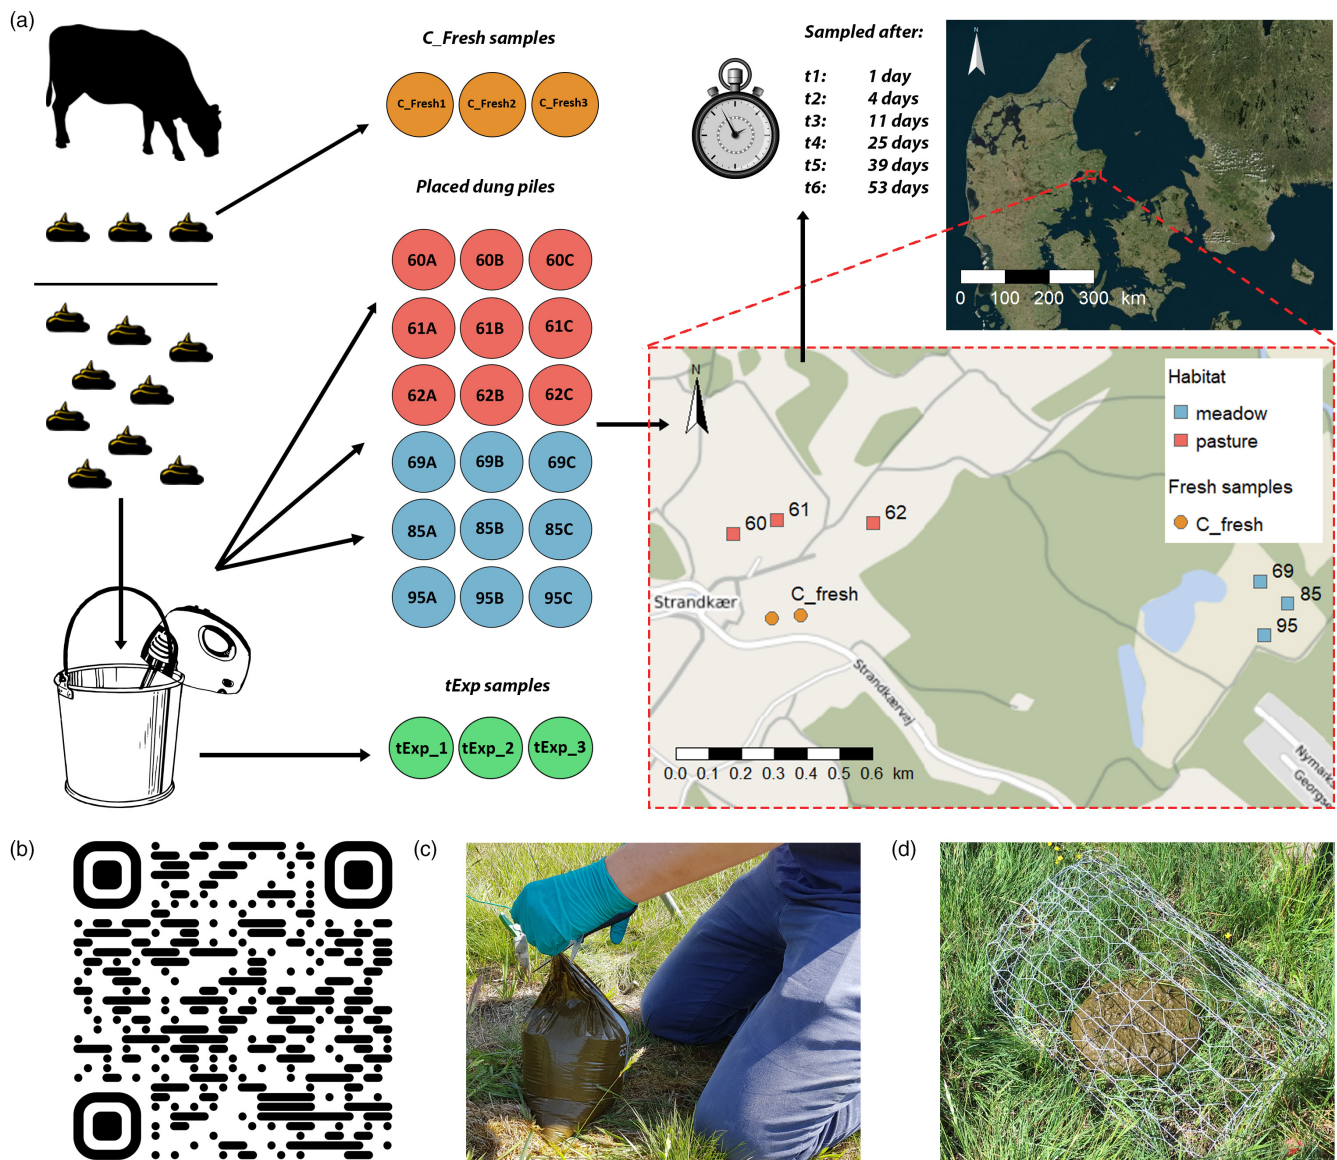 (a)
C_Fresh samples
C_Fresh1 C_Fresh2 C_Fresh3
Placed dung piles
60A 60B 60C
61A 61B 61C
62A 62B 62C
69A 69B 69C
85A 85B 85C
95A 95B 95C
tExp samples
tExp_1 tExp_2 tExp_3
Sampled after:
t1: 1 day
t2: 4 days
t3: 11 days
t4: 25 days
t5: 39 days
t6: 53 days
N
0 100 200 300 km
N
Habitat
meadow
pasture
Fresh samples
C_fresh
60 61 62
69
85
95
C_fresh
Strandkær
Strandkærvej
0.0 0.1 0.2 0.3 0.4 0.5 0.6 km
(b)
(c)
(d)